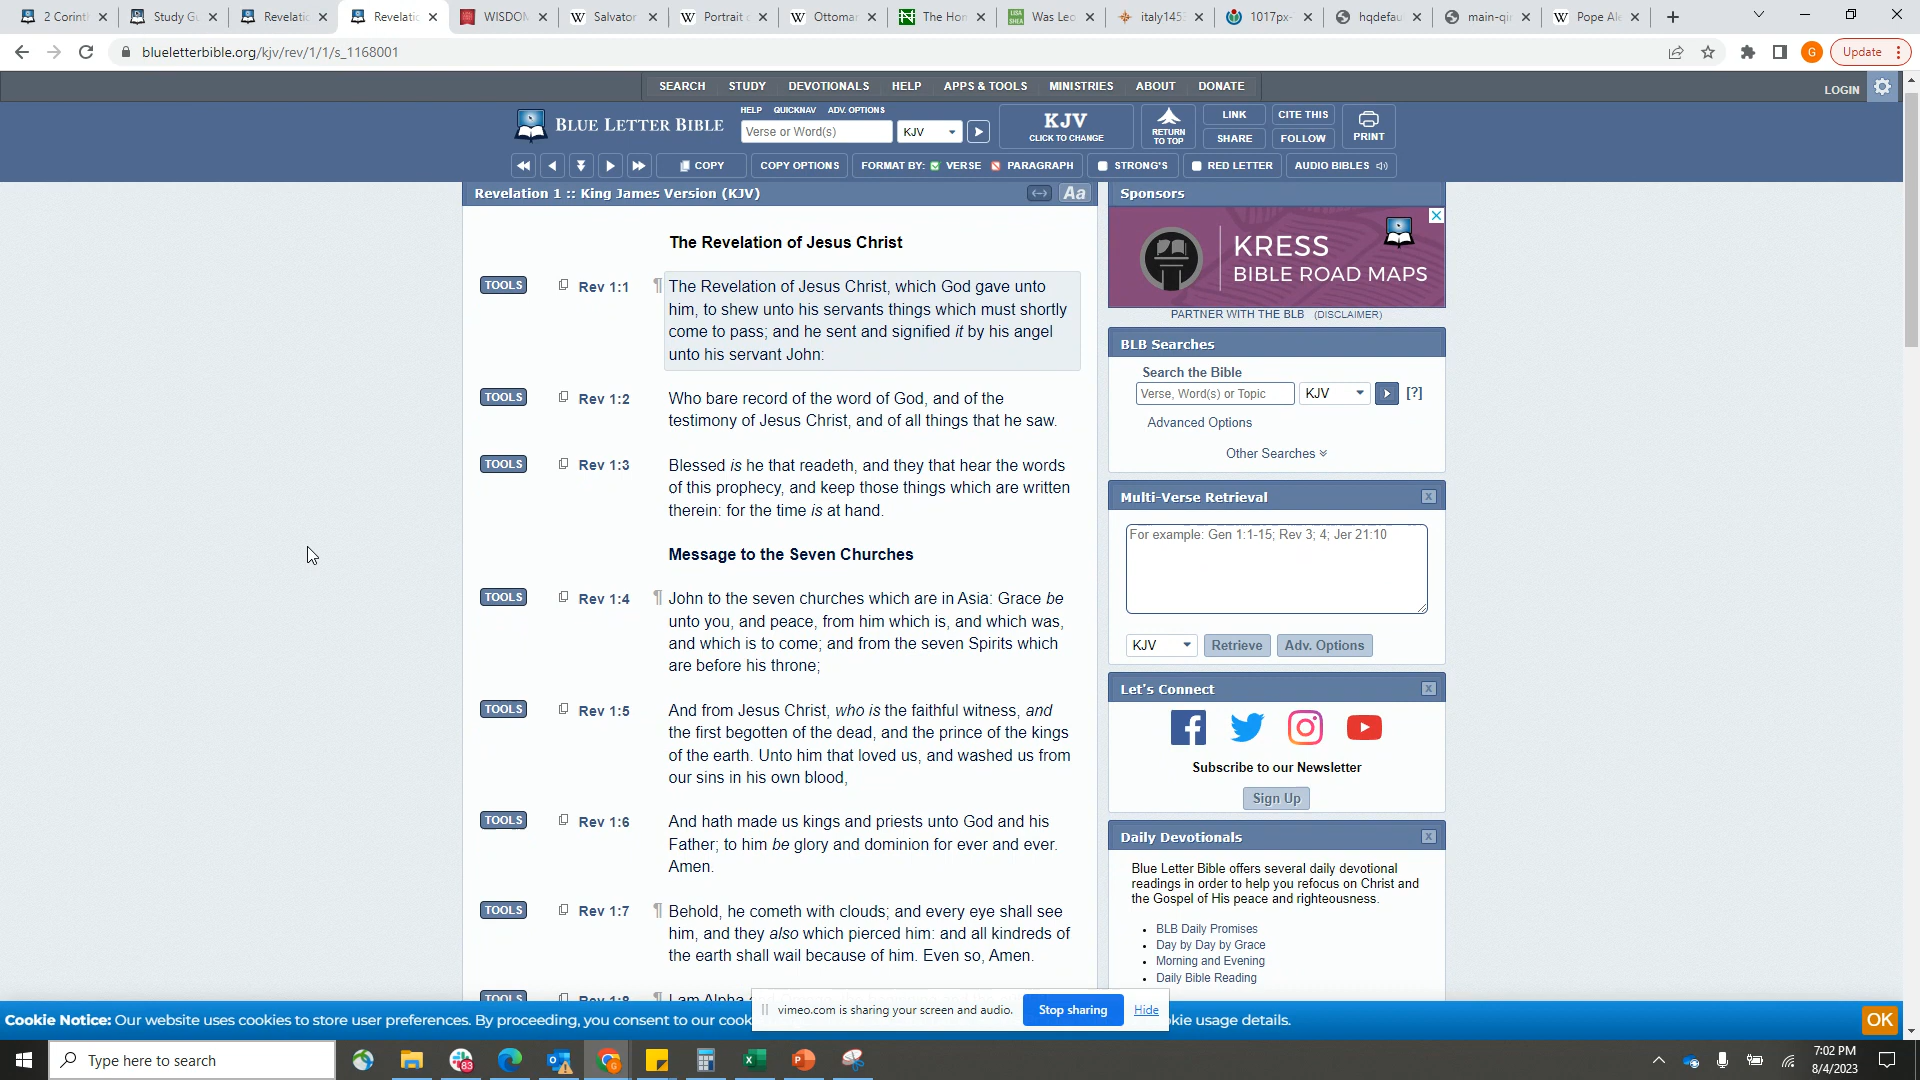 2 Corinth
Study Gu
Revelatio
Revelatio
WISDOM
Salvator
Portrait o
Ottoman
The Hor
Was Leo
italy1453
1017px-
hqdefau
main-qin
Pope Ale
blueletterbible.org/kjv/rev/1/1/s_1168001
G
Update
SEARCH STUDY DEVOTIONALS HELP APPS & TOOLS MINISTRIES ABOUT DONATE
LOGIN
BLUE LETTER BIBLE
HELP QUICKNAV ADV. OPTIONS
Verse or Word(s)
KJV
KJV
CLICK TO CHANGE
RETURN
TO TOP
LINK
CITE THIS
SHARE
FOLLOW
PRINT
COPY
COPY OPTIONS
FORMAT BY: VERSE PARAGRAPH
STRONG'S
RED LETTER
AUDIO BIBLES
Revelation 1 :: King James Version (KJV)
Aa
The Revelation of Jesus Christ
TOOLS Rev 1:1 ¶ The Revelation of Jesus Christ, which God gave unto
him, to shew unto his servants things which must shortly
come to pass; and he sent and signified it by his angel
unto his servant John:
TOOLS Rev 1:2 Who bare record of the word of God, and of the
testimony of Jesus Christ, and of all things that he saw.
TOOLS Rev 1:3 Blessed is he that readeth, and they that hear the words
of this prophecy, and keep those things which are written
therein: for the time is at hand.
Message to the Seven Churches
TOOLS Rev 1:4 ¶ John to the seven churches which are in Asia: Grace be
unto you, and peace, from him which is, and which was,
and which is to come; and from the seven Spirits which
are before his throne;
TOOLS Rev 1:5 And from Jesus Christ, who is the faithful witness, and
the first begotten of the dead, and the prince of the kings
of the earth. Unto him that loved us, and washed us from
our sins in his own blood,
TOOLS Rev 1:6 And hath made us kings and priests unto God and his
Father; to him be glory and dominion for ever and ever.
Amen.
TOOLS Rev 1:7 ¶ Behold, he cometh with clouds; and every eye shall see
him, and they also which pierced him: and all kindreds of
the earth shall wail because of him. Even so, Amen.
TOOLS Rev 1:8 ¶ I am Alpha
Sponsors
KRESS
BIBLE ROAD MAPS
PARTNER WITH THE BLB (DISCLAIMER)
BLB Searches
Search the Bible
Verse, Word(s) or Topic
KJV
[?]
Advanced Options
Other Searches
Multi-Verse Retrieval
For example: Gen 1:1-15; Rev 3; 4; Jer 21:10
KJV
Retrieve
Adv. Options
Let's Connect
Subscribe to our Newsletter
Sign Up
Daily Devotionals
Blue Letter Bible offers several daily devotional
readings in order to help you refocus on Christ and
the Gospel of His peace and righteousness.
BLB Daily Promises
Day by Day by Grace
Morning and Evening
Daily Bible Reading
vimeo.com is sharing your screen and audio.
Stop sharing
Hide
Cookie Notice: Our website uses cookies to store user preferences. By proceeding, you consent to our cook
kie usage details.
OK
Type here to search
83
7:02 PM
8/4/2023